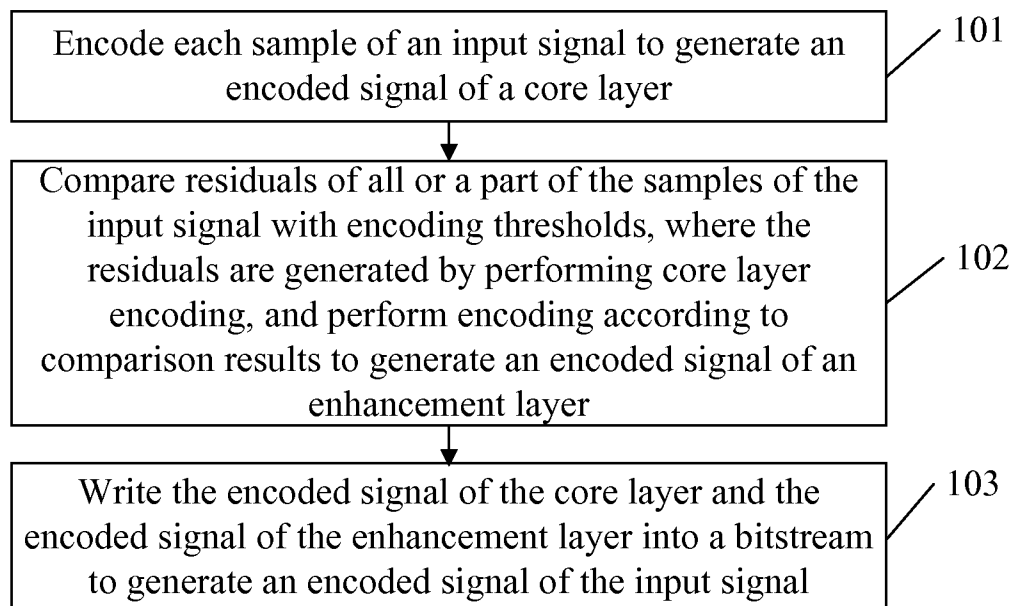 Encode each sample of an input signal to generate an
encoded signal of a core layer
101
Compare residuals of all or a part of the samples of the
input signal with encoding thresholds, where the
residuals are generated by performing core layer
encoding, and perform encoding according to
comparison results to generate an encoded signal of an
enhancement layer
102
Write the encoded signal of the core layer and the
encoded signal of the enhancement layer into a bitstream
to generate an encoded signal of the input signal
103